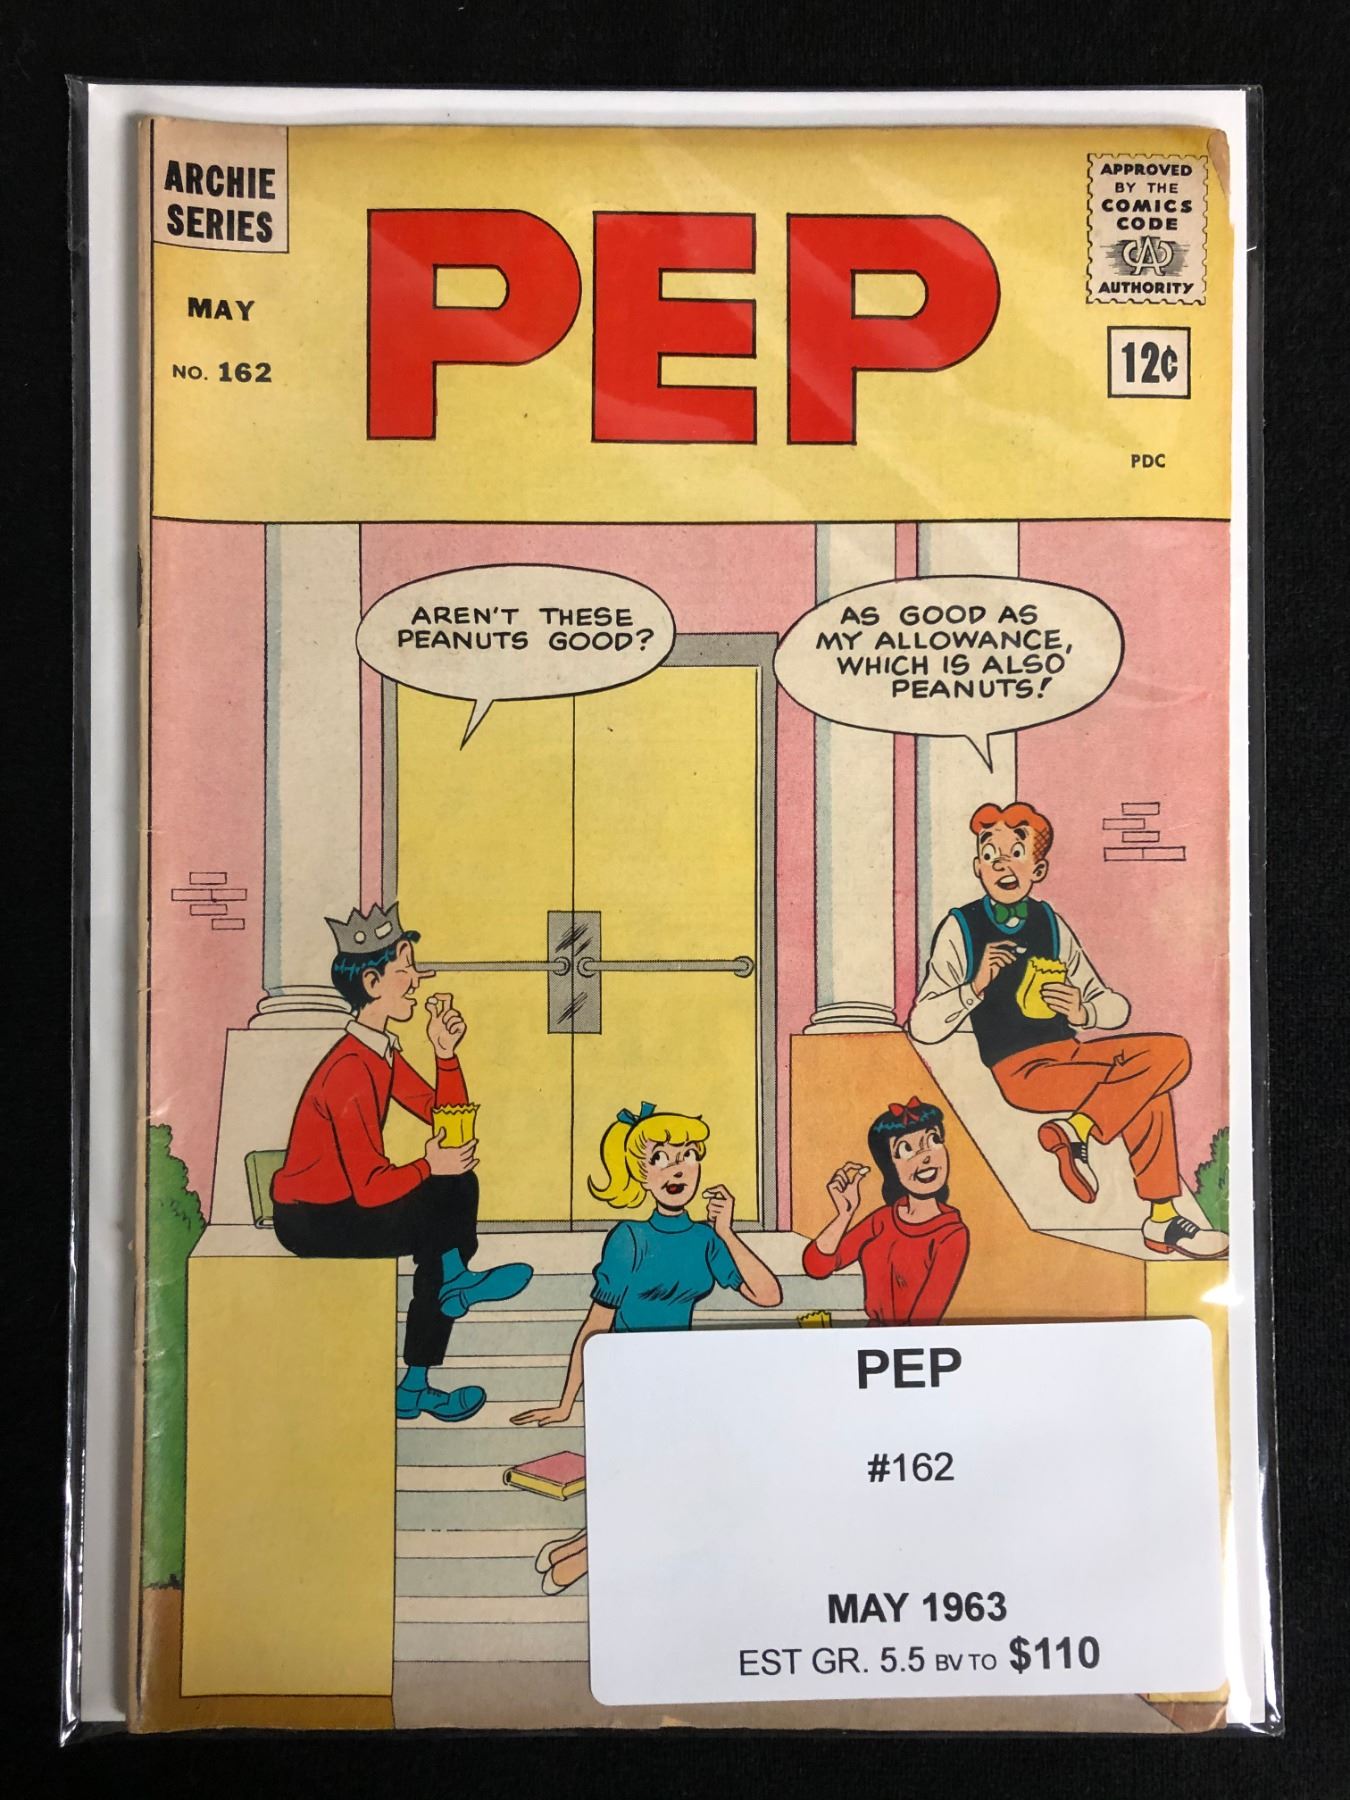 ARCHIE
SERIES
MAY
NO. 162
PEP
APPROVED
BY THE
COMICS
CODE
CA
AUTHORITY
12¢
PDC
AREN'T THESE
PEANUTS GOOD?
AS GOOD AS
MY ALLOWANCE,
WHICH IS ALSO
PEANUTS!
PEP
#162
MAY 1963
EST GR. 5.5 BV TO $110